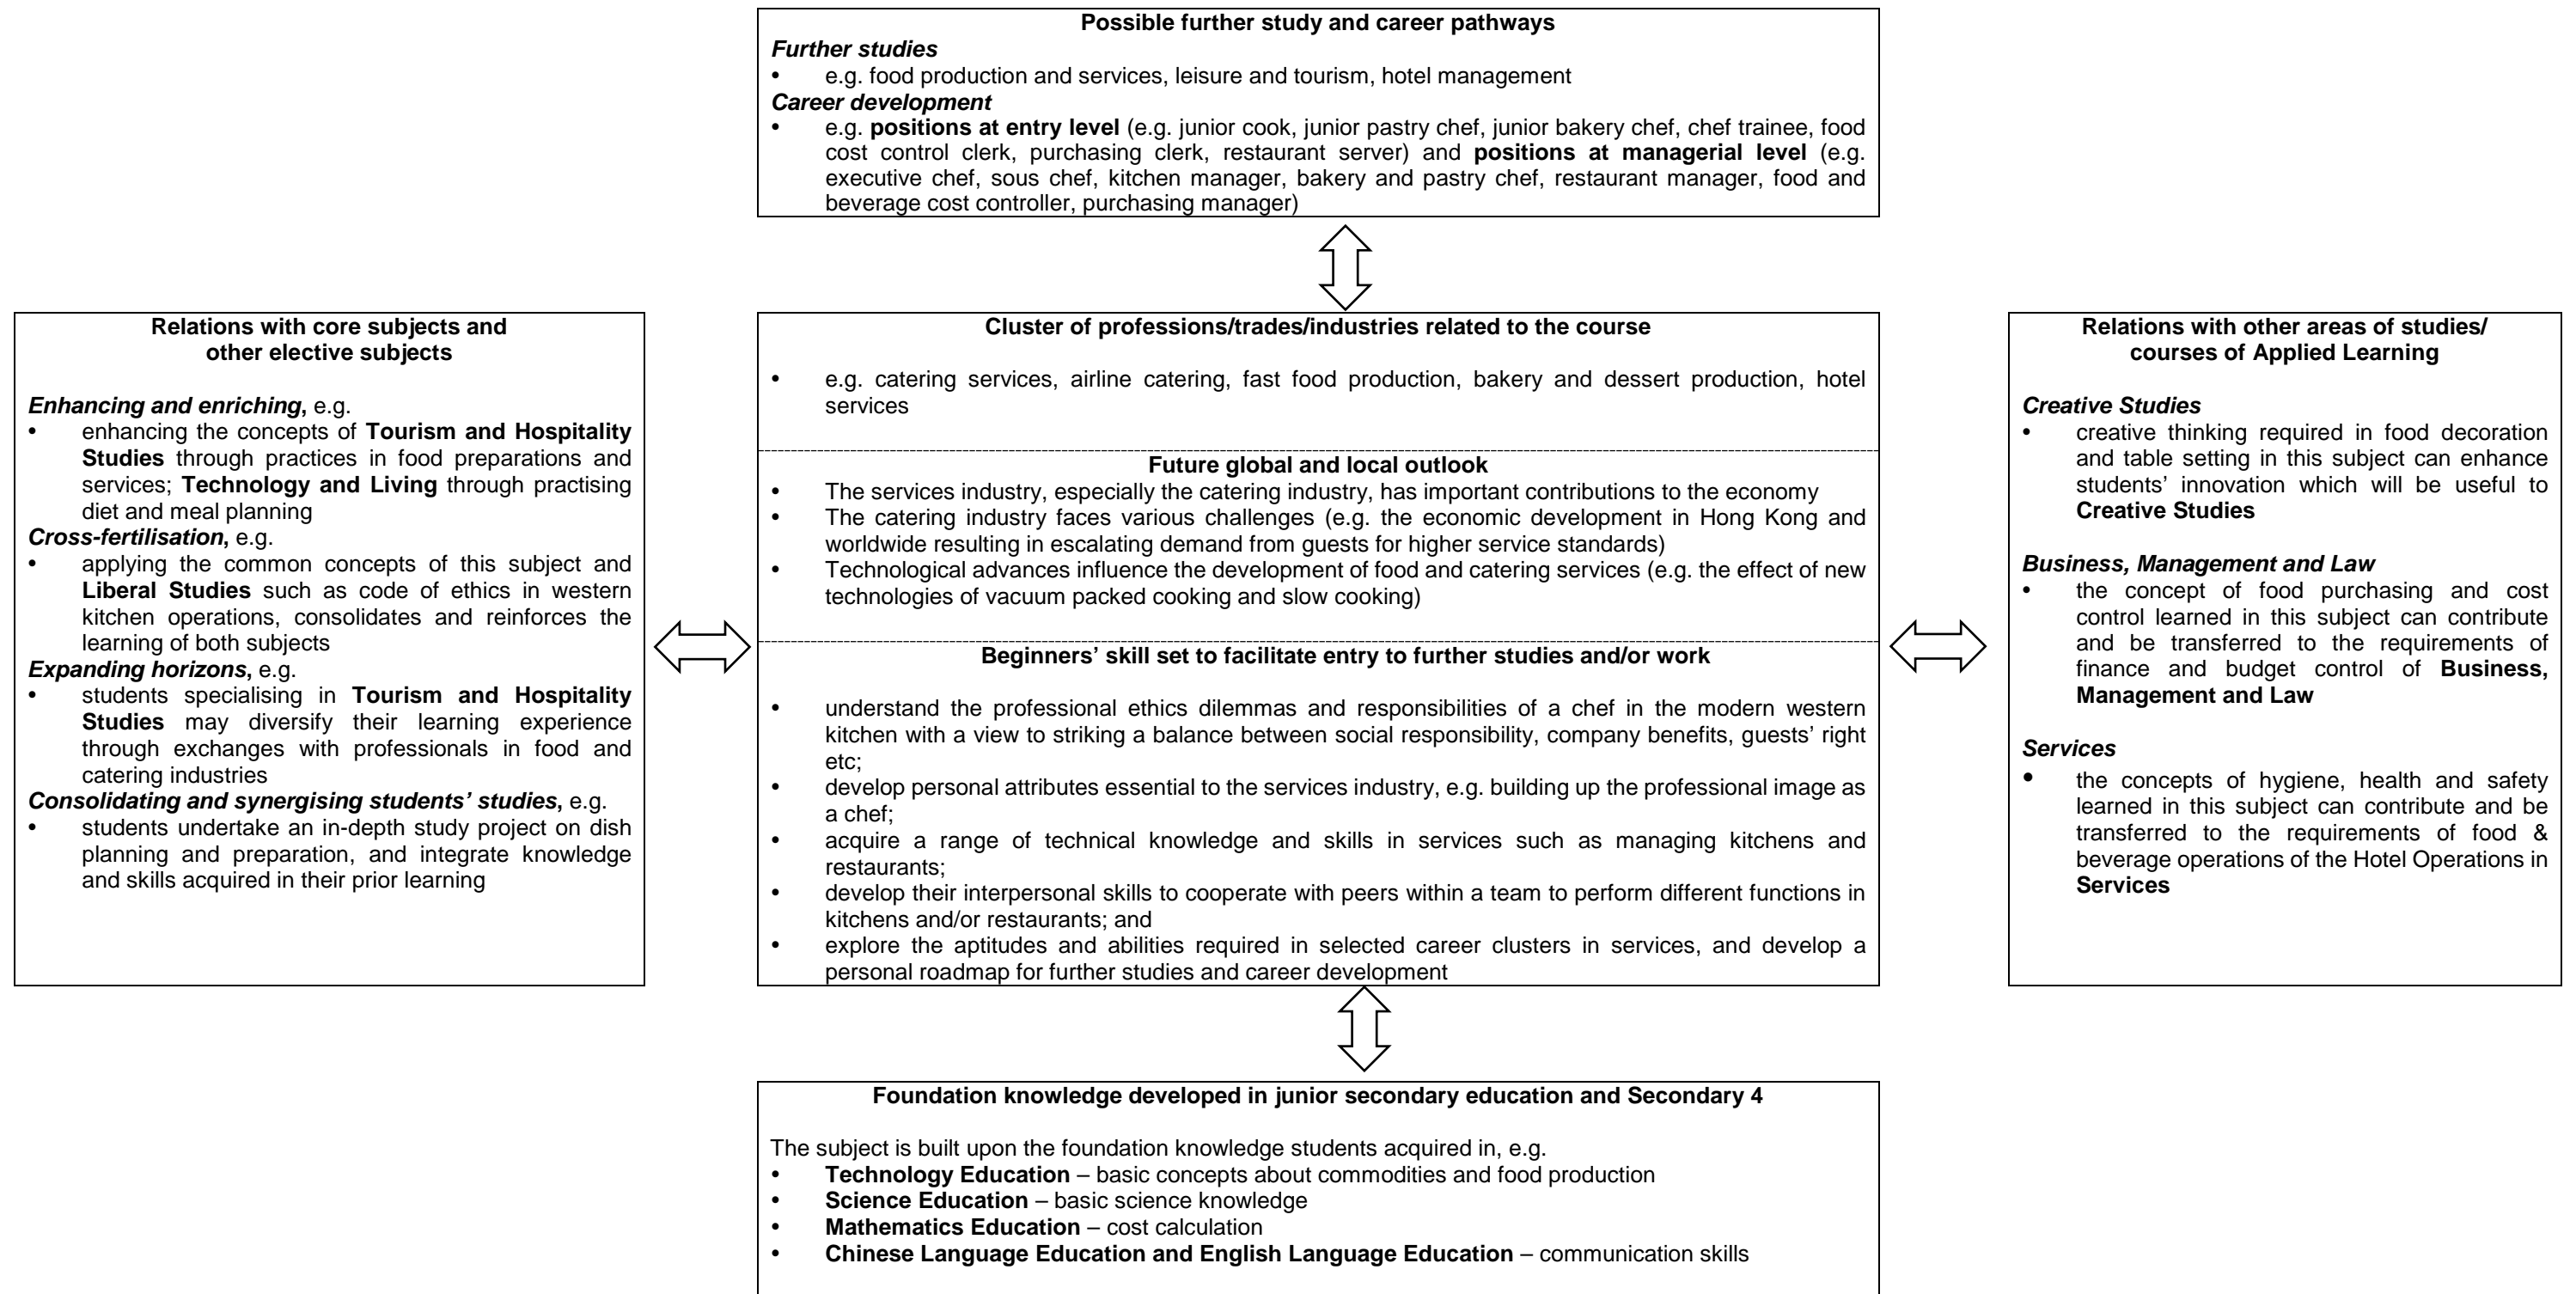 Possible further study and career pathways
Further studies
• e.g. food production and services, leisure and tourism, hotel management
Career development
• e.g. positions at entry level (e.g. junior cook, junior pastry chef, junior bakery chef, chef trainee, food
cost control clerk, purchasing clerk, restaurant server) and positions at managerial level (e.g.
executive chef, sous chef, kitchen manager, bakery and pastry chef, restaurant manager, food and
beverage cost controller, purchasing manager)
Relations with core subjects and
other elective subjects
Enhancing and enriching, e.g.
• enhancing the concepts of Tourism and Hospitality
Studies through practices in food preparations and
services; Technology and Living through practising
diet and meal planning
Cross-fertilisation, e.g.
• applying the common concepts of this subject and
Liberal Studies such as code of ethics in western
kitchen operations, consolidates and reinforces the
learning of both subjects
Expanding horizons, e.g.
• students specialising in Tourism and Hospitality
Studies may diversify their learning experience
through exchanges with professionals in food and
catering industries
Consolidating and synergising students’ studies, e.g.
• students undertake an in-depth study project on dish
planning and preparation, and integrate knowledge
and skills acquired in their prior learning
Cluster of professions/trades/industries related to the course
• e.g. catering services, airline catering, fast food production, bakery and dessert production, hotel
services
Future global and local outlook
• The services industry, especially the catering industry, has important contributions to the economy
• The catering industry faces various challenges (e.g. the economic development in Hong Kong and
worldwide resulting in escalating demand from guests for higher service standards)
• Technological advances influence the development of food and catering services (e.g. the effect of new
technologies of vacuum packed cooking and slow cooking)
Beginners’ skill set to facilitate entry to further studies and/or work
• understand the professional ethics dilemmas and responsibilities of a chef in the modern western
kitchen with a view to striking a balance between social responsibility, company benefits, guests’ right
etc;
• develop personal attributes essential to the services industry, e.g. building up the professional image as
a chef;
• acquire a range of technical knowledge and skills in services such as managing kitchens and
restaurants;
• develop their interpersonal skills to cooperate with peers within a team to perform different functions in
kitchens and/or restaurants; and
• explore the aptitudes and abilities required in selected career clusters in services, and develop a
personal roadmap for further studies and career development
Relations with other areas of studies/
courses of Applied Learning
Creative Studies
• creative thinking required in food decoration
and table setting in this subject can enhance
students’ innovation which will be useful to
Creative Studies
Business, Management and Law
• the concept of food purchasing and cost
control learned in this subject can contribute
and be transferred to the requirements of
finance and budget control of Business,
Management and Law
Services
• the concepts of hygiene, health and safety
learned in this subject can contribute and be
transferred to the requirements of food &
beverage operations of the Hotel Operations in
Services
Foundation knowledge developed in junior secondary education and Secondary 4
The subject is built upon the foundation knowledge students acquired in, e.g.
• Technology Education – basic concepts about commodities and food production
• Science Education – basic science knowledge
• Mathematics Education – cost calculation
• Chinese Language Education and English Language Education – communication skills